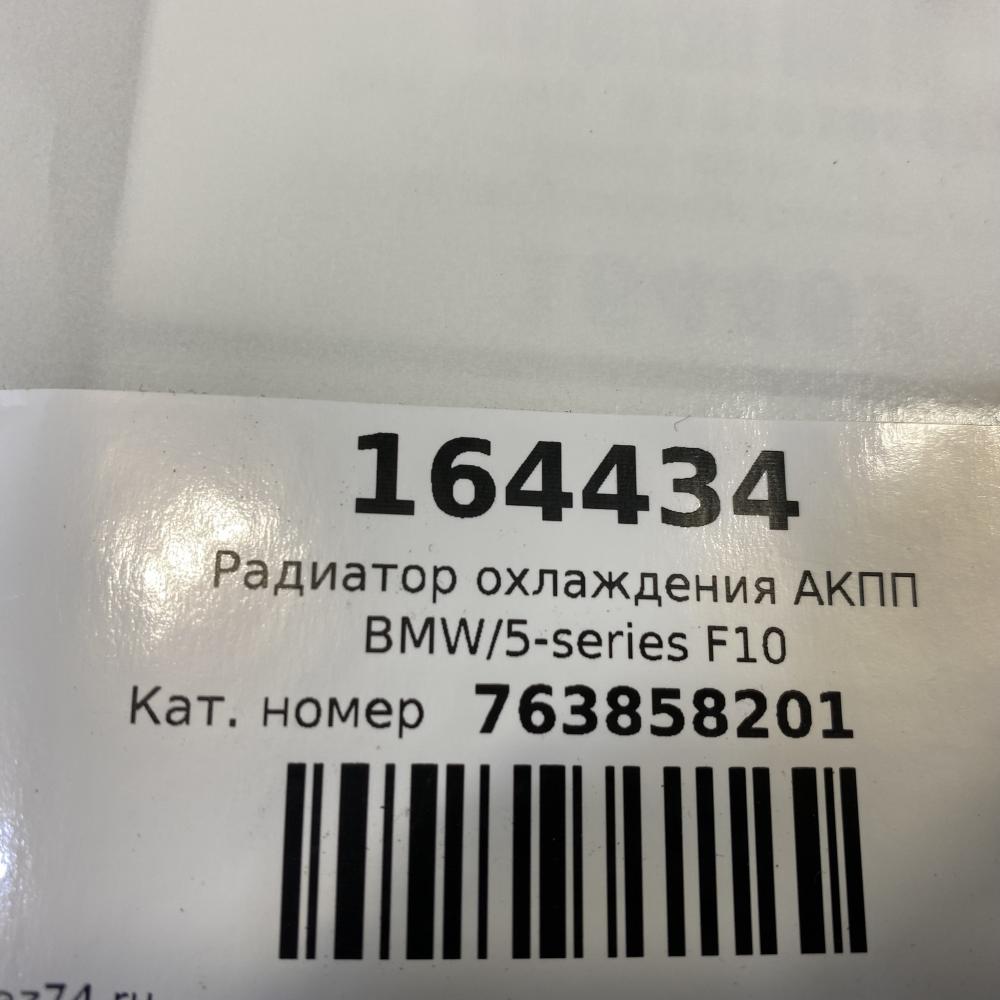 164434
Радиатор охлаждения АКПП
BMW/5-series F10
Кат. номер 763858201